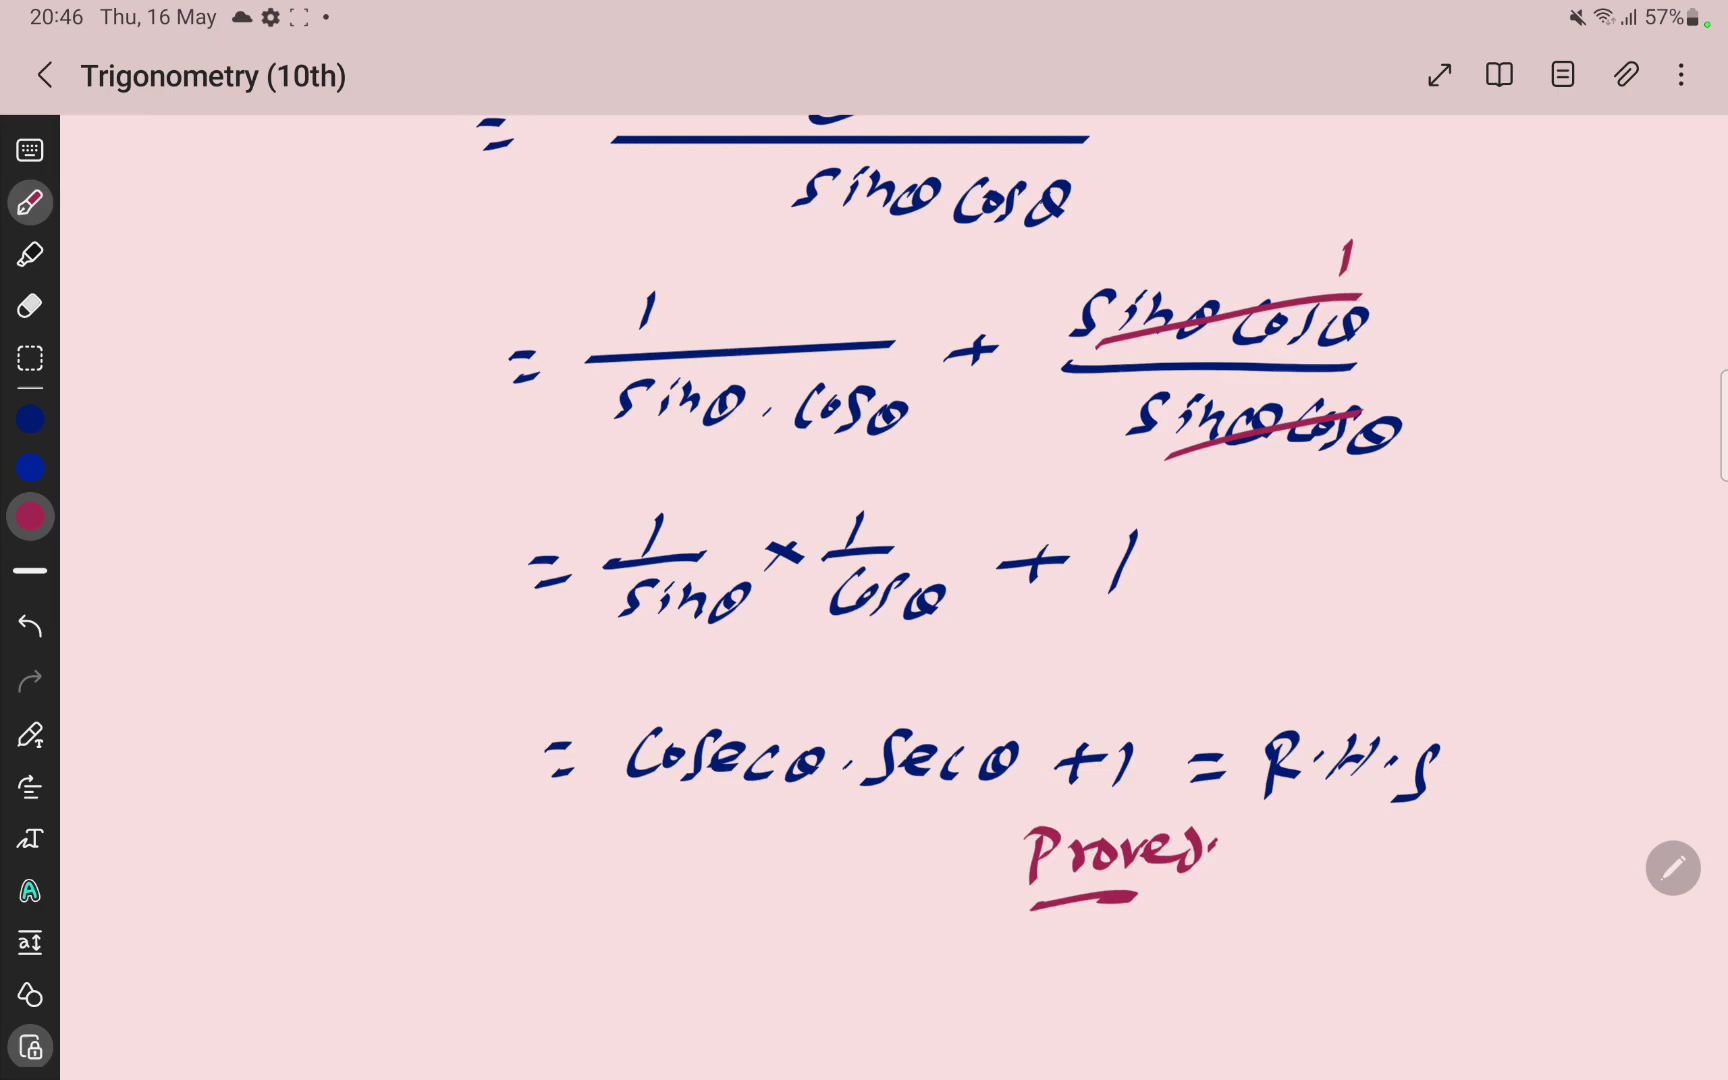 20:46 Thu, 16 May 57%
Trigonometry (10th)
= ――― / sinθ cosθ
= 1 / sinθ . cosθ + sinθ cosθ / sinθ cosθ 1
= 1/sinθ × 1/cosθ + 1
= Cosecθ . Secθ + 1 = R.H.S
Proved.